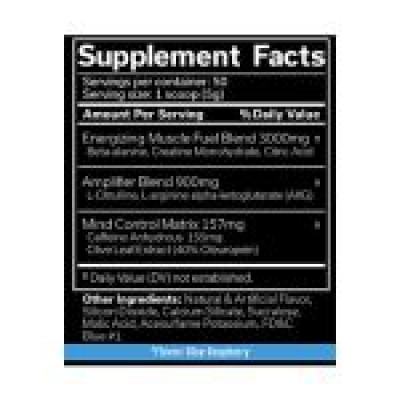 Supplement Facts
Servings per container: 50
Serving size: 1 scoop (5g)
Amount Per Serving % Daily Value
Energizing Muscle Fuel Blend 3000mg *
Beta alanine, Creatine Monohydrate, Citric Acid
Amplifier Blend 900mg *
L-Citrulline, L-arginine alpha-ketoglutarate (AKG)
Mind Control Matrix 157mg *
Caffeine Anhydrous 155mg
Olive Leaf Extract (40% Oleuropein)
* Daily Value (DV) not established.
Other Ingredients: Natural & Artificial Flavor,
Silicon Dioxide, Calcium Silicate, Sucralose,
Malic Acid, Acesulfame Potassium, FD&C
Blue #1
Blue Raspberry